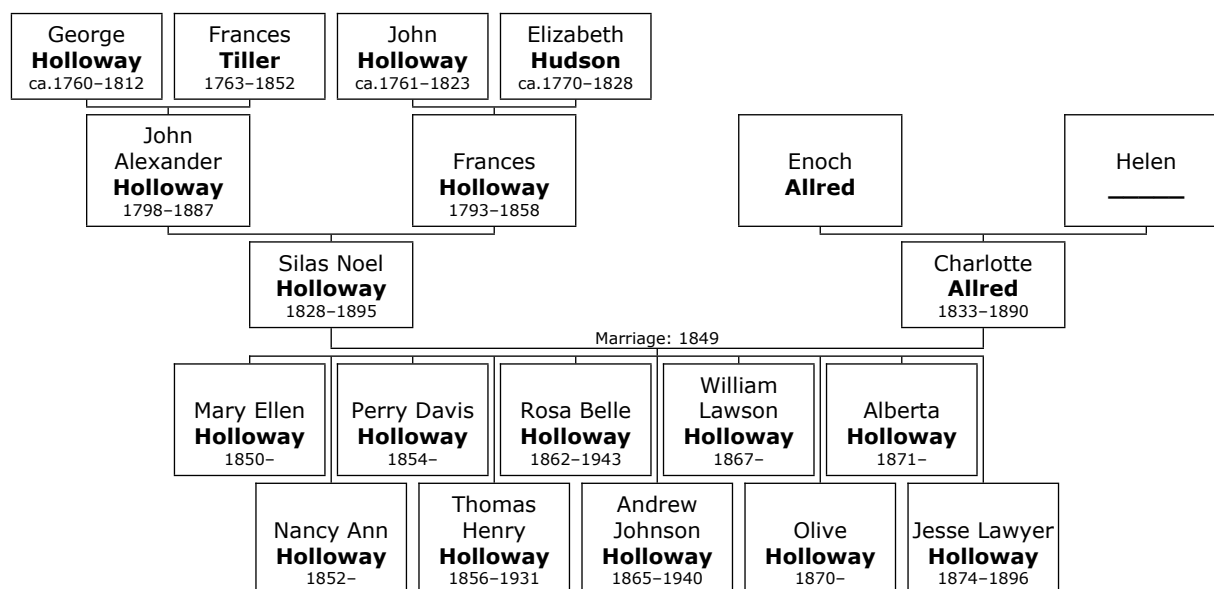 George
Holloway
ca.1760–1812
Frances
Tiller
1763–1852
John
Holloway
ca.1761–1823
Elizabeth
Hudson
ca.1770–1828
John
Alexander
Holloway
1798–1887
Frances
Holloway
1793–1858
Enoch
Allred
Helen
______
Silas Noel
Holloway
1828–1895
Charlotte
Allred
1833–1890
Marriage: 1849
Mary Ellen
Holloway
1850–
Perry Davis
Holloway
1854–
Rosa Belle
Holloway
1862–1943
William
Lawson
Holloway
1867–
Alberta
Holloway
1871–
Nancy Ann
Holloway
1852–
Thomas
Henry
Holloway
1856–1931
Andrew
Johnson
Holloway
1865–1940
Olive
Holloway
1870–
Jesse Lawyer
Holloway
1874–1896